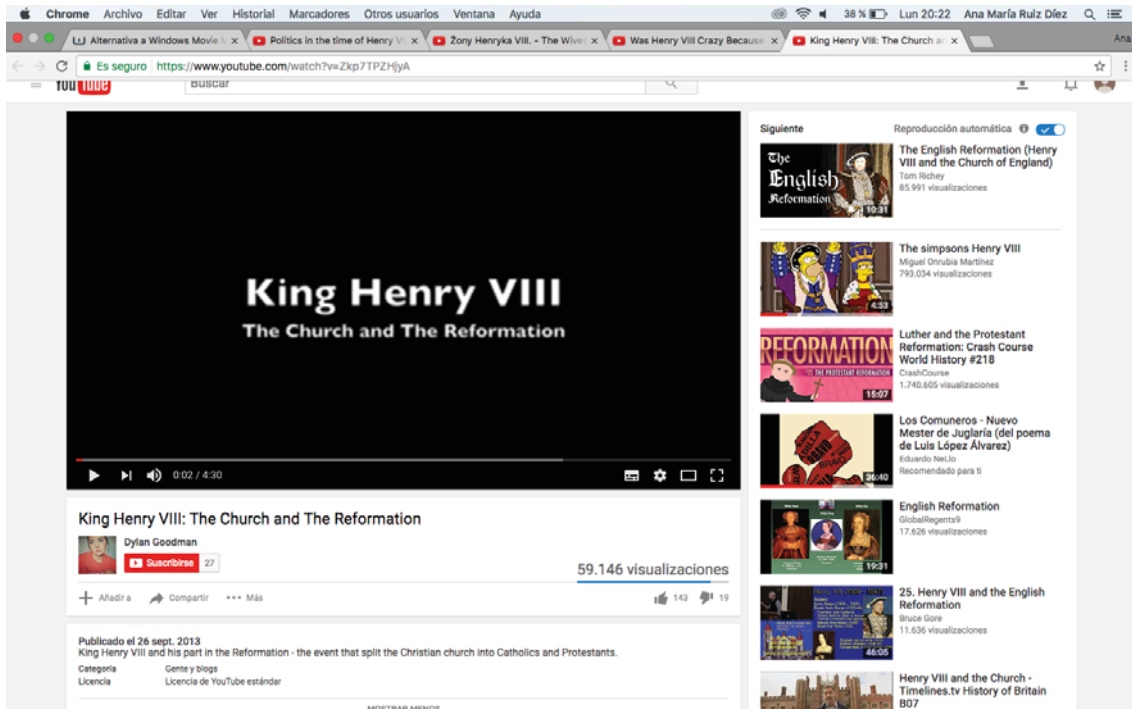 Chrome Archivo Editar Ver Historial Marcadores Otros usuarios Ventana Ayuda 38 % Lun 20:22 Ana María Ruiz Díez
Alternativa a Windows Movie M Politics in the time of Henry VI Żony Henryka VIII. - The Wives Was Henry VIII Crazy Because King Henry VIII: The Church an Ana
Es seguro https://www.youtube.com/watch?v=Zkp7TPZHjyA
YouTube Buscar
King Henry VIII
The Church and The Reformation
0:02 / 4:30
King Henry VIII: The Church and The Reformation
Dylan Goodman
Suscribirse 27
59.146 visualizaciones
Añadir a Compartir ••• Más 143 19
Publicado el 26 sept. 2013
King Henry VIII and his part in the Reformation - the event that split the Christian church into Catholics and Protestants.
Categoría Gente y blogs
Licencia Licencia de YouTube estándar
MOSTRAR MENOS
Siguiente Reproducción automática
The
English
Reformation
10:31
The English Reformation (Henry
VIII and the Church of England)
Tom Richey
85.991 visualizaciones
4:33
The simpsons Henry VIII
Miguel Onrubia Martínez
793.034 visualizaciones
REFORMATION
THE PROTESTANT REFORMATION
15:07
Luther and the Protestant
Reformation: Crash Course
World History #218
CrashCourse
1.740.605 visualizaciones
BRAVO
36:40
Los Comuneros - Nuevo
Mester de Juglaría (del poema
de Luis López Álvarez)
Eduardo NeLlo
Recomendado para ti
19:31
English Reformation
GlobalRegents9
17.626 visualizaciones
46:05
25. Henry VIII and the English
Reformation
Bruce Gore
11.636 visualizaciones
Henry VIII and the Church -
Timelines.tv History of Britain
B07